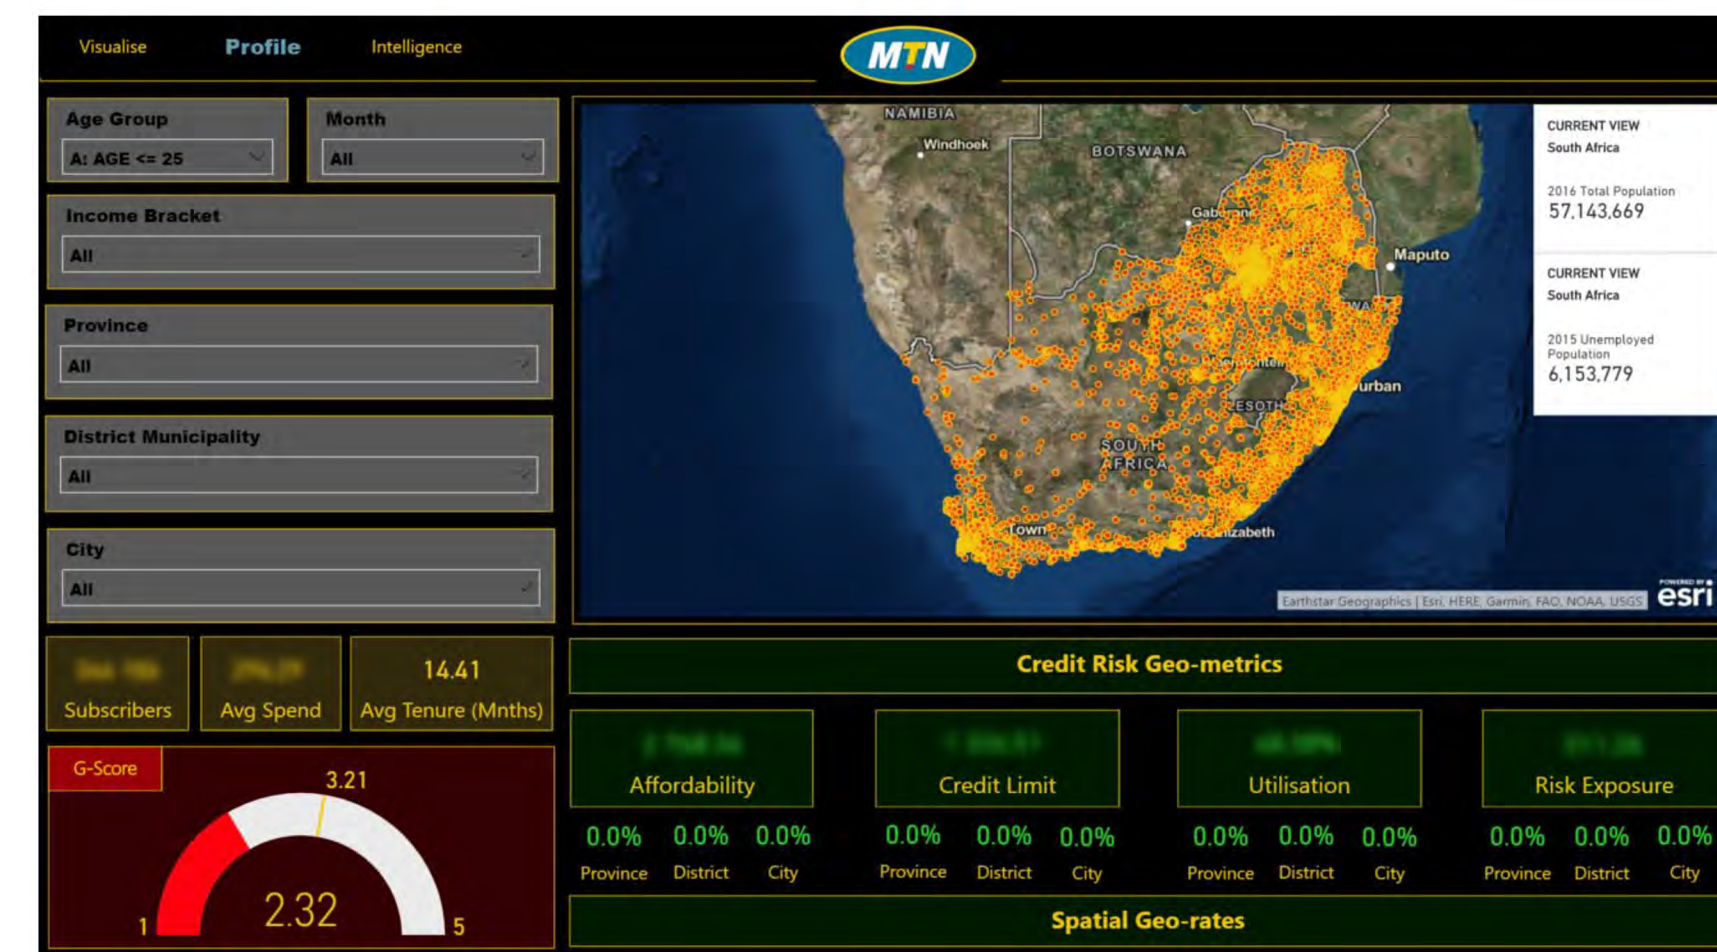 Visualise
Profile
Intelligence
MTN
Age Group
A: AGE <= 25
Month
All
Income Bracket
All
Province
All
District Municipality
All
City
All
Subscribers
Avg Spend
14.41
Avg Tenure (Mnths)
G-Score
3.21
2.32
1
5
NAMIBIA
Windhoek
BOTSWANA
Maputo
urban
SOUTH
AFRICA
Town
lizabeth
CURRENT VIEW
South Africa
2016 Total Population
57,143,669
CURRENT VIEW
South Africa
2015 Unemployed
Population
6,153,779
Earthstar Geographics | Esri, HERE, Garmin, FAO, NOAA, USGS
POWERED BY
esri
Credit Risk Geo-metrics
Affordability
Credit Limit
Utilisation
Risk Exposure
0.0% 0.0% 0.0%
Province District City
0.0% 0.0% 0.0%
Province District City
0.0% 0.0% 0.0%
Province District City
0.0% 0.0% 0.0%
Province District City
Spatial Geo-rates